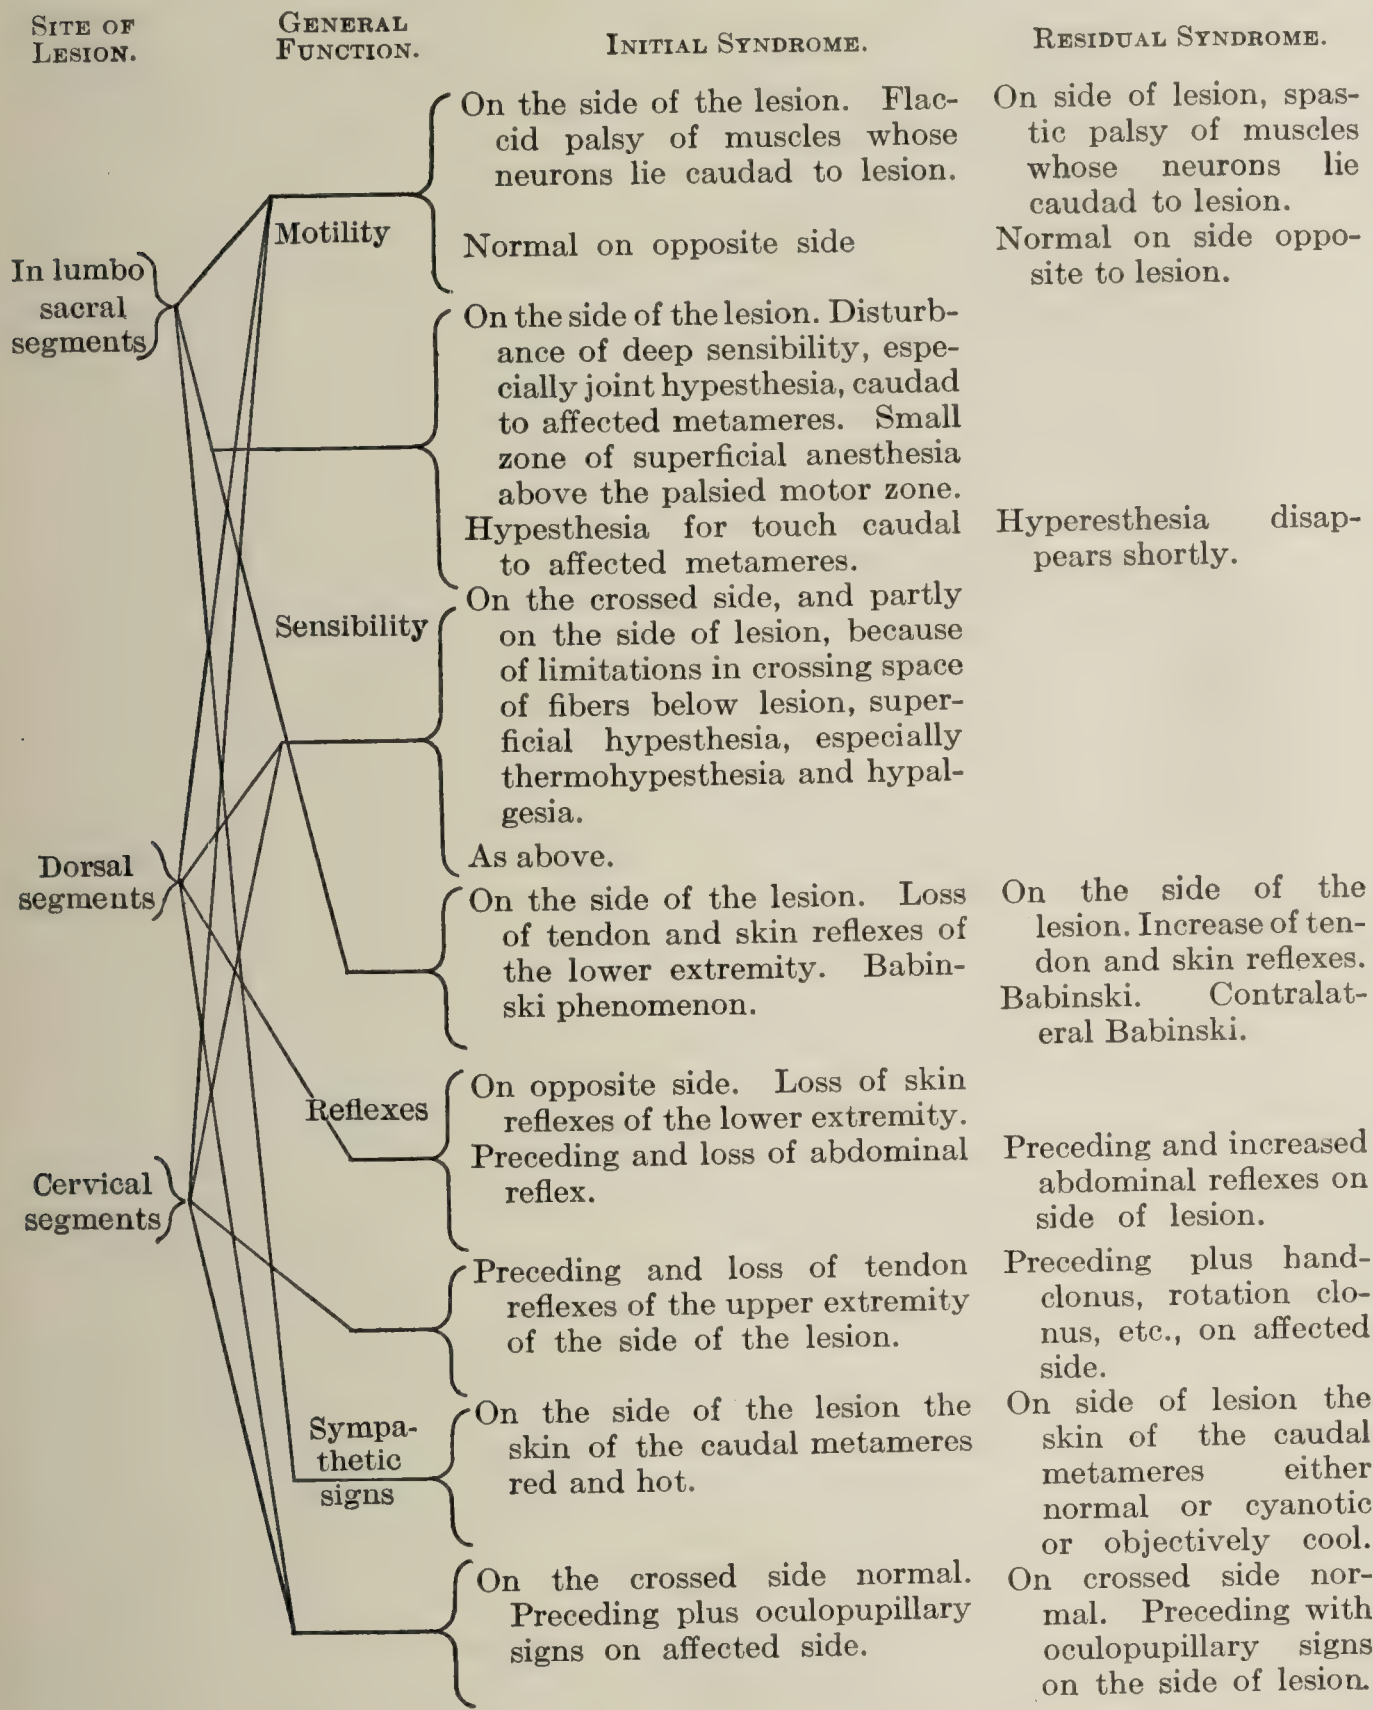 SITE OF LESION.
GENERAL FUNCTION.
INITIAL SYNDROME.
RESIDUAL SYNDROME.
In lumbo
sacral
segments
Dorsal
segments
Cervical
segments
Motility
Sensibility
Reflexes
Sympa-
thetic
signs
On the side of the lesion. Flac-
cid palsy of muscles whose
neurons lie caudad to lesion.
Normal on opposite side
On the side of the lesion. Disturb-
ance of deep sensibility, espe-
cially joint hypesthesia, caudad
to affected metameres. Small
zone of superficial anesthesia
above the palsied motor zone.
Hypesthesia for touch caudal
to affected metameres.
On the crossed side, and partly
on the side of lesion, because
of limitations in crossing space
of fibers below lesion, super-
ficial hypesthesia, especially
thermohypesthesia and hypal-
gesia.
As above.
On the side of the lesion. Loss
of tendon and skin reflexes of
the lower extremity. Babin-
ski phenomenon.
On opposite side. Loss of skin
reflexes of the lower extremity.
Preceding and loss of abdominal
reflex.
Preceding and loss of tendon
reflexes of the upper extremity
of the side of the lesion.
On the side of the lesion the
skin of the caudal metameres
red and hot.
On the crossed side normal.
Preceding plus oculopupillary
signs on affected side.
On side of lesion, spas-
tic palsy of muscles
whose neurons lie
caudad to lesion.
Normal on side oppo-
site to lesion.
Hyperesthesia disap-
pears shortly.
On the side of the
lesion. Increase of ten-
don and skin reflexes.
Babinski. Contralat-
eral Babinski.
Preceding and increased
abdominal reflexes on
side of lesion.
Preceding plus hand-
clonus, rotation clo-
nus, etc., on affected
side.
On side of lesion the
skin of the caudal
metameres either
normal or cyanotic
or objectively cool.
On crossed side nor-
mal. Preceding with
oculopupillary signs
on the side of lesion.